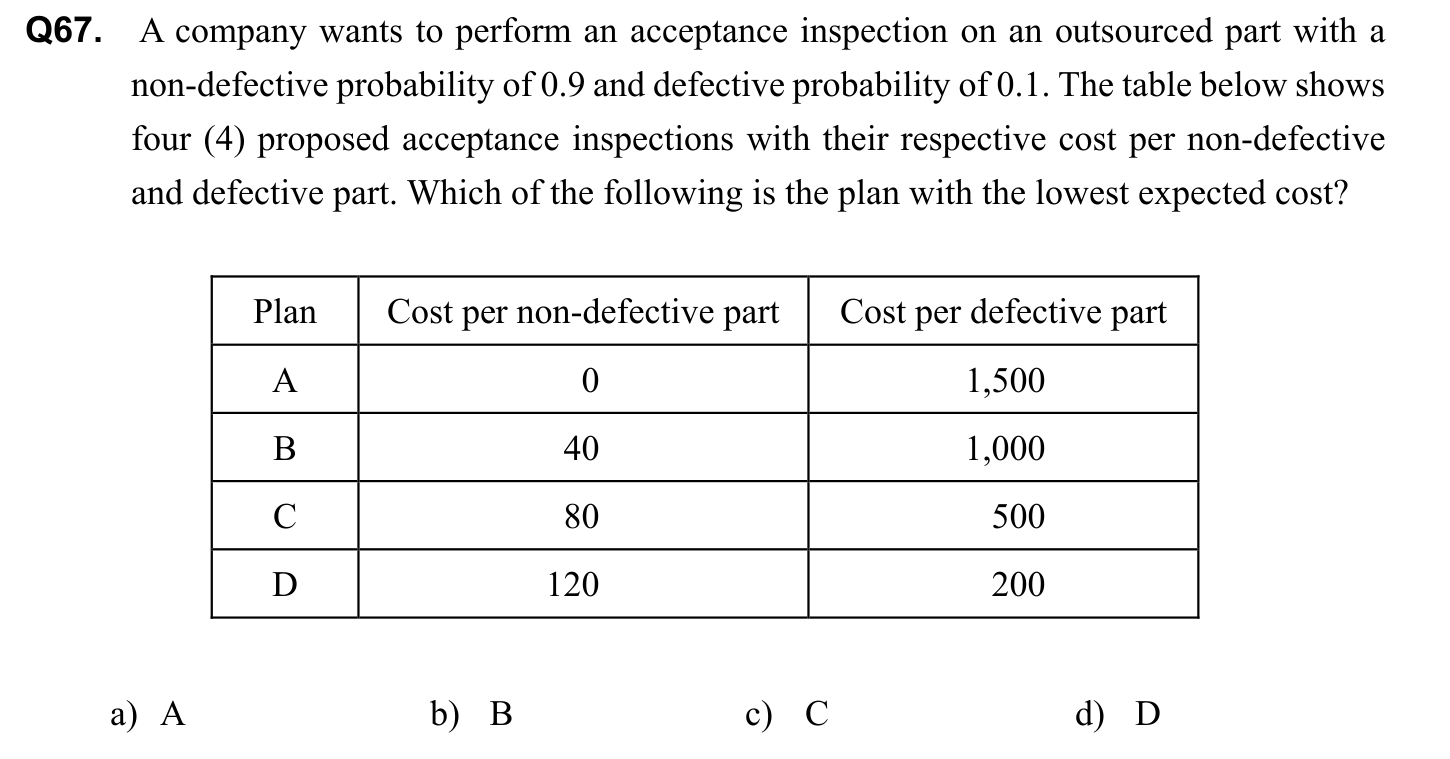 Q67. A company wants to perform an acceptance inspection on an outsourced part with a
non-defective probability of 0.9 and defective probability of 0.1. The table below shows
four (4) proposed acceptance inspections with their respective cost per non-defective
and defective part. Which of the following is the plan with the lowest expected cost?
Plan Cost per non-defective part Cost per defective part
A 0 1,500
B 40 1,000
C 80 500
D 120 200
a) A b) B c) C d) D